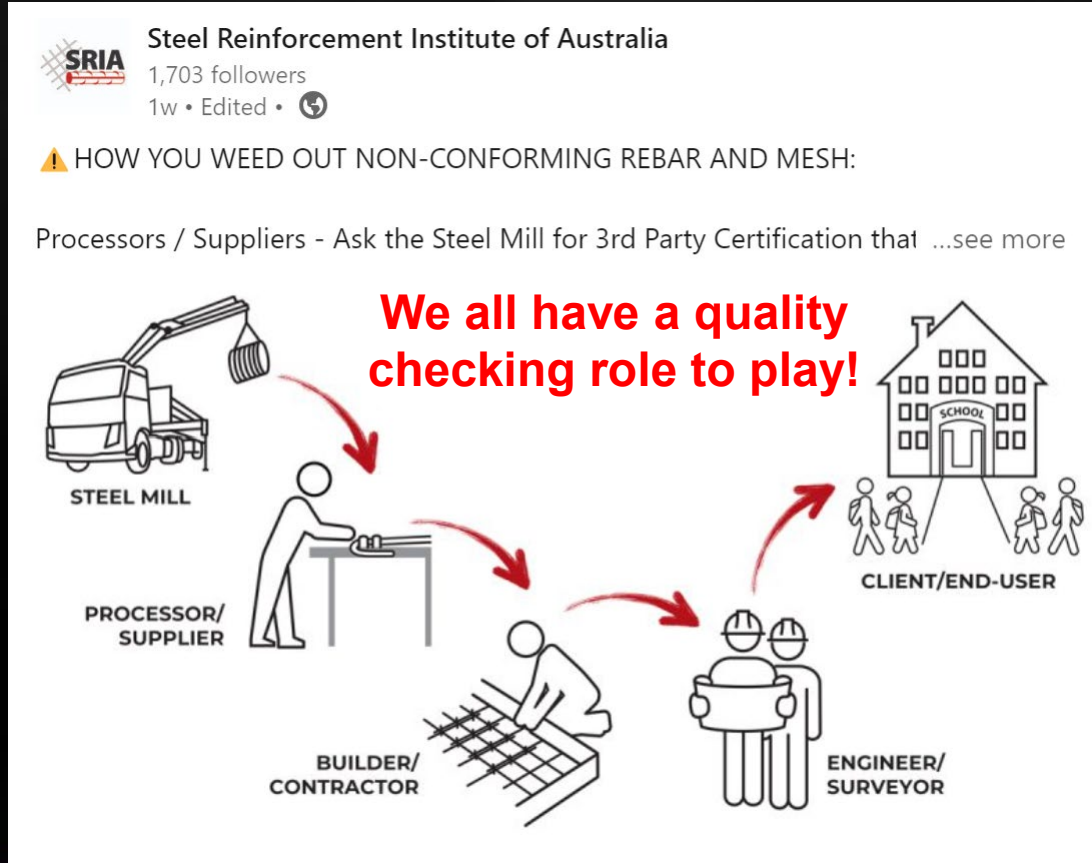 SRIA
Steel Reinforcement Institute of Australia
1,703 followers
1w • Edited •
HOW YOU WEED OUT NON-CONFORMING REBAR AND MESH:
Processors / Suppliers - Ask the Steel Mill for 3rd Party Certification that ...see more
We all have a quality
checking role to play!
STEEL MILL
SCHOOL
CLIENT/END-USER
PROCESSOR/
SUPPLIER
BUILDER/
CONTRACTOR
ENGINEER/
SURVEYOR